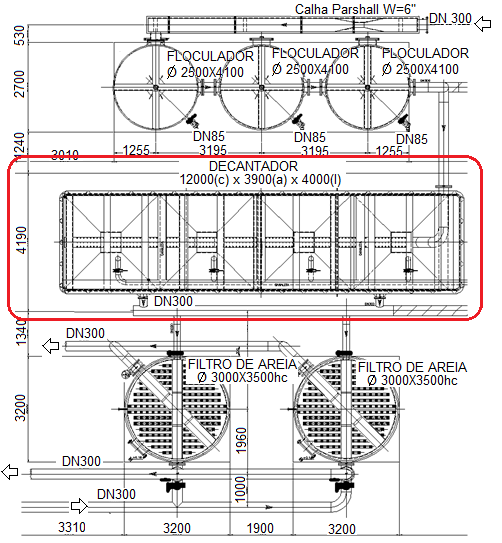 Calha Parshall W=6"
DN 300
530
FLOCULADOR
Ø 2500X4100
FLOCULADOR
Ø 2500X4100
FLOCULADOR
Ø 2500X4100
2700
DN85
DN85
DN85
1240
3010
1255
3195
3195
1255
DECANTADOR
12000(c) x 3900(a) x 4000(l)
4190
DN300
1340
DN300
FILTRO DE AREIA
Ø 3000X3500hc
FILTRO DE AREIA
Ø 3000X3500hc
3200
1960
DN300
1000
DN300
3310
3200
1900
3200